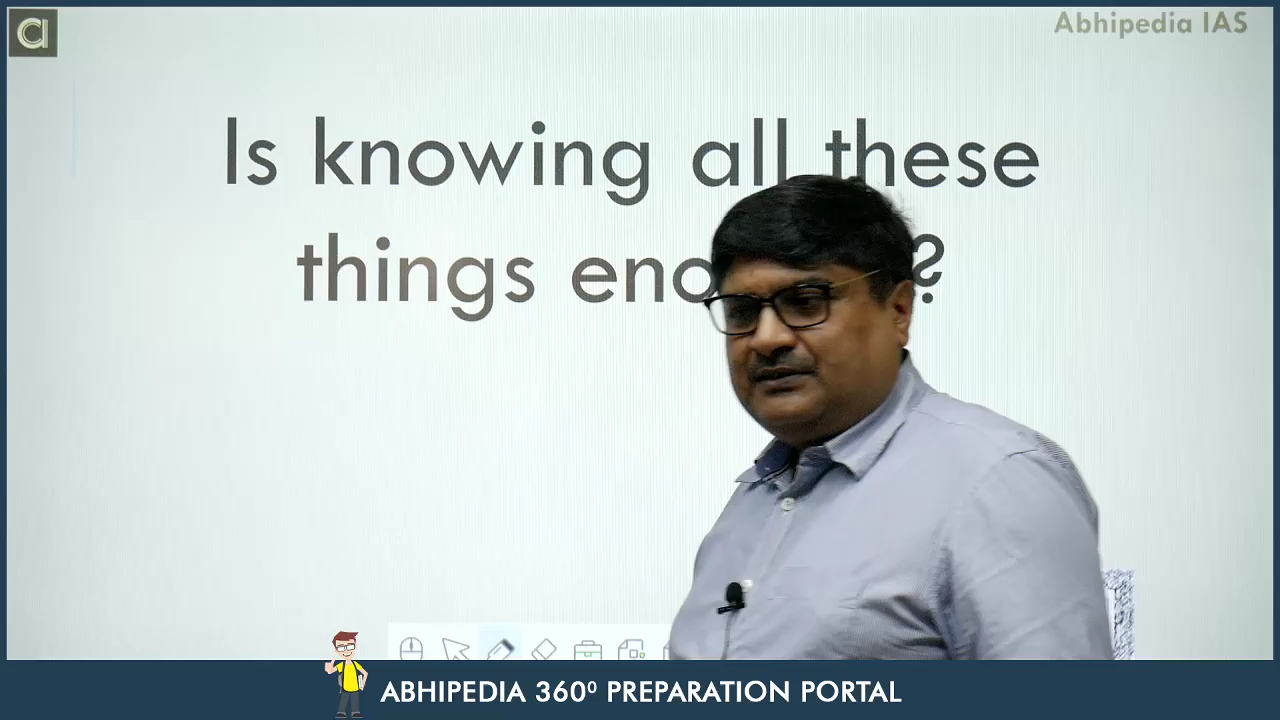 Abhipedia IAS
Is knowing all these
things ?
ABHIPEDIA 360⁰ PREPARATION PORTAL